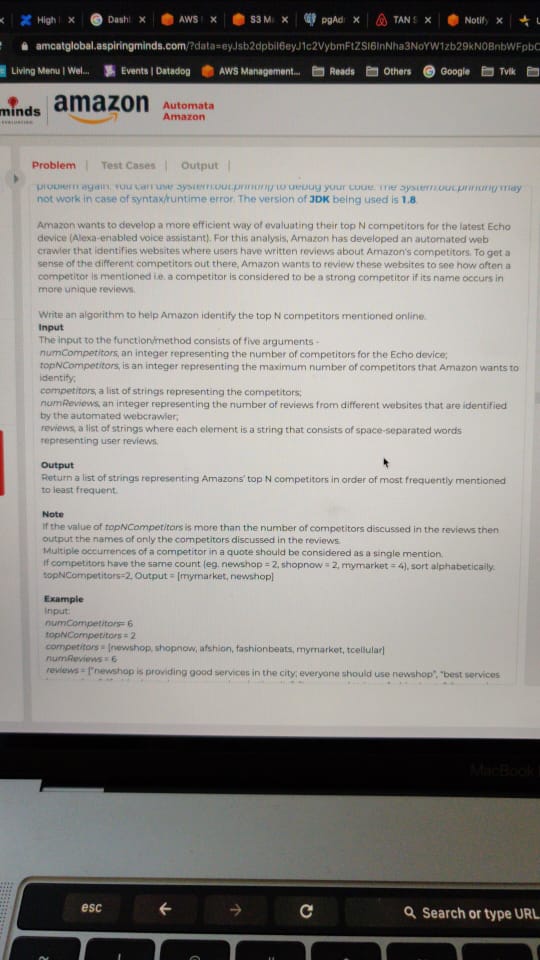 High I
Dashl
AWS
S3 M
pgAd
TAN S
Notify
amcatglobal.aspiringminds.com/?data=
Living Menu | Wel...
Events | Datadog
AWS Management...
Reads
Others
Google
Tvlk
minds
amazon
Automata
Amazon
Problem | Test Cases | Output |
problem again. You can use System.out.println() to debug your code. The System.out.println() may
not work in case of syntax/runtime error. The version of JDK being used is 1.8.
Amazon wants to develop a more efficient way of evaluating their top N competitors for the latest Echo
device (Alexa-enabled voice assistant). For this analysis, Amazon has developed an automated web
crawler that identifies websites where users have written reviews about Amazon's competitors. To get a
sense of the different competitors out there, Amazon wants to review these websites to see how often a
competitor is mentioned i.e. a competitor is considered to be a strong competitor if its name occurs in
more unique reviews.
Write an algorithm to help Amazon identify the top N competitors mentioned online.
Input
The input to the function/method consists of five arguments -
numCompetitors, an integer representing the number of competitors for the Echo device;
topNCompetitors, is an integer representing the maximum number of competitors that Amazon wants to
identify;
competitors, a list of strings representing the competitors;
numReviews, an integer representing the number of reviews from different websites that are identified
by the automated webcrawler;
reviews, a list of strings where each element is a string that consists of space-separated words
representing user reviews.
Output
Return a list of strings representing Amazons' top N competitors in order of most frequently mentioned
to least frequent.
Note
If the value of topNCompetitors is more than the number of competitors discussed in the reviews then
output the names of only the competitors discussed in the reviews.
Multiple occurrences of a competitor in a quote should be considered as a single mention.
If competitors have the same count (eg. newshop = 2, shopnow = 2, mymarket = 4), sort alphabetically.
topNCompetitors=2, Output = [mymarket, newshop]
Example
Input:
numCompetitors= 6
topNCompetitors = 2
competitors = [newshop, shopnow, afshion, fashionbeats, mymarket, tcellular]
numReviews = 6
reviews = ["newshop is providing good services in the city; everyone should use newshop", "best services
MacBook
esc
Search or type URL